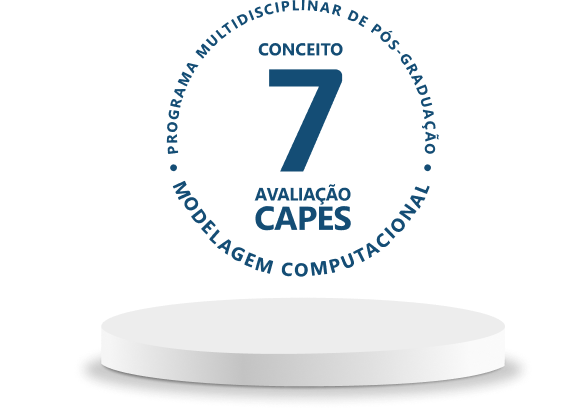 • PROGRAMA MULTIDISCIPLINAR DE PÓS-GRADUAÇÃO •
CONCEITO
7
AVALIAÇÃO
CAPES
MODELAGEM COMPUTACIONAL